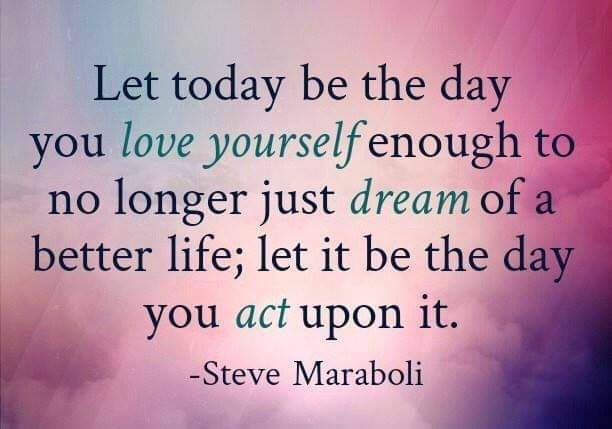 Let today be the day
you love yourself enough to
no longer just dream of a
better life; let it be the day
you act upon it.
-Steve Maraboli